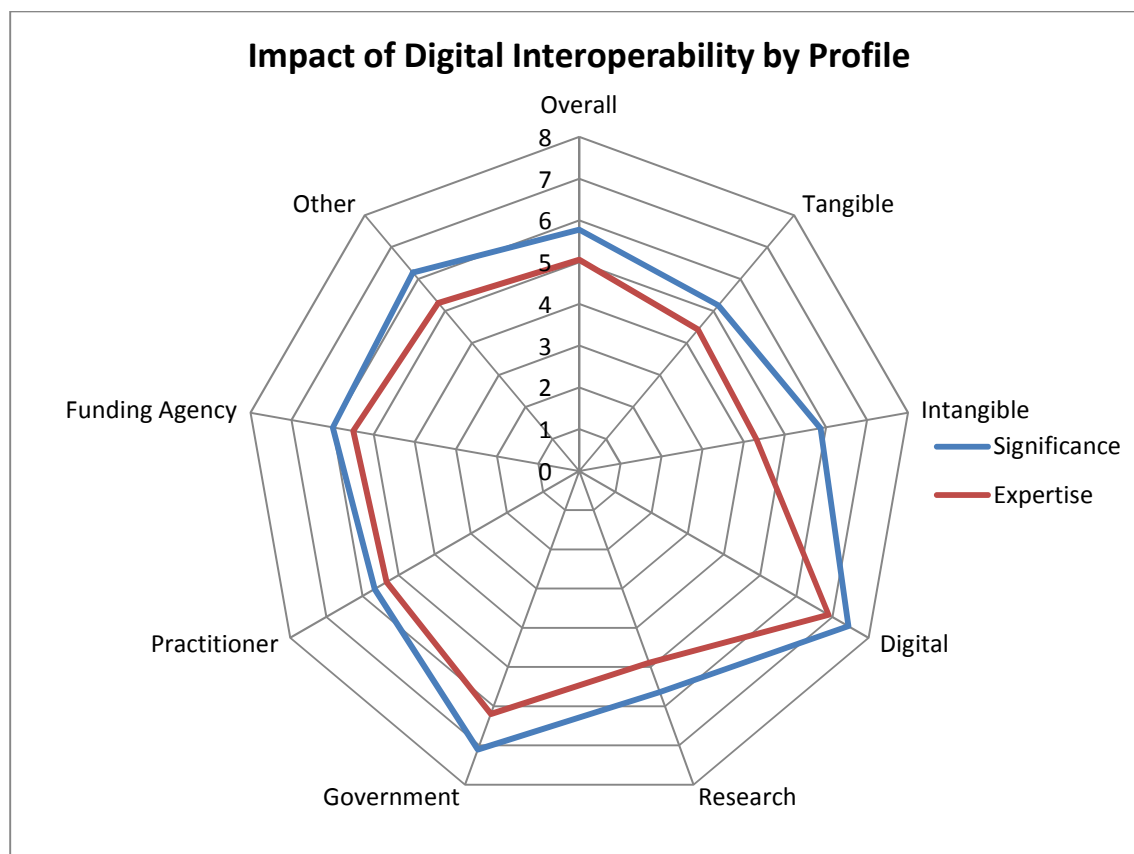 Impact of Digital Interoperability by Profile
Overall
8
7
6
5
4
3
2
1
0
Tangible
Intangible
Digital
Research
Government
Practitioner
Funding Agency
Other
Significance
Expertise